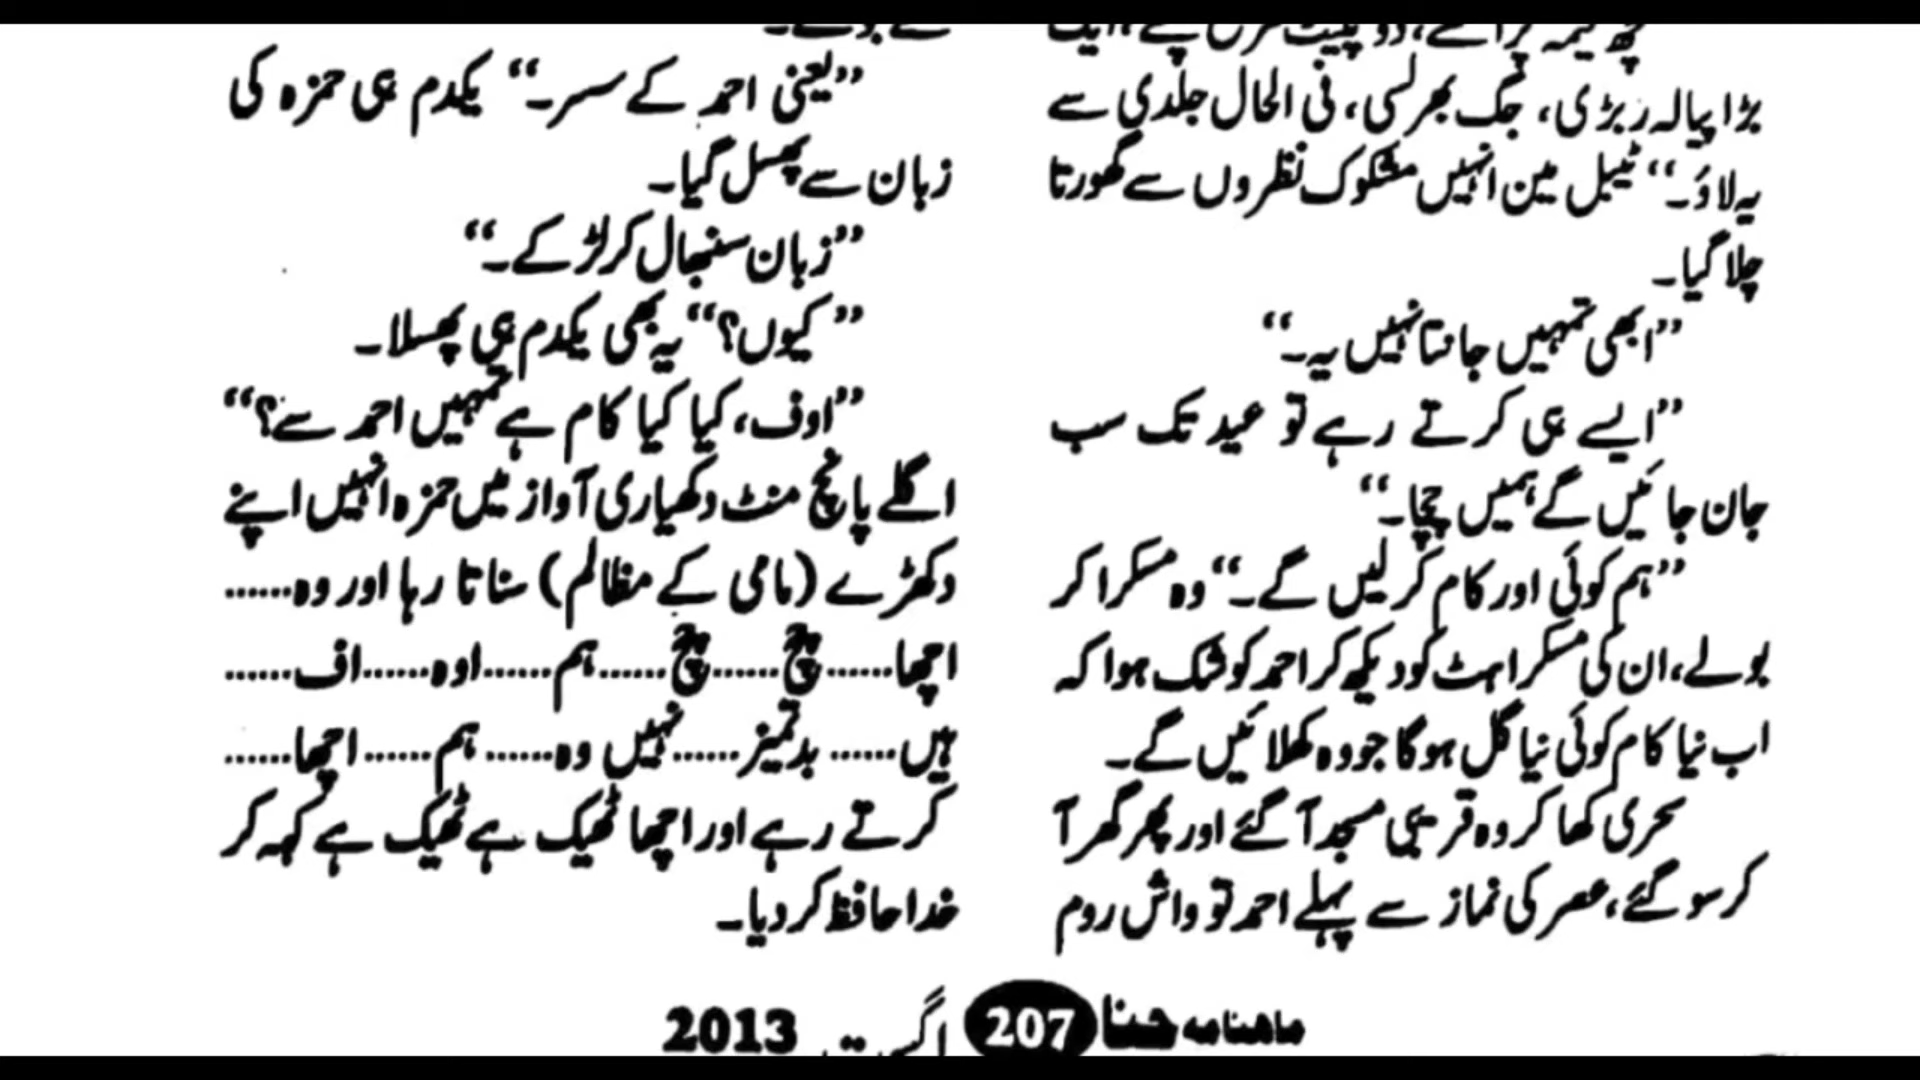 بڑا پیالہ ربڑی، جگ بھر لسی، فی الحال جلدی سے
یہ لاؤ۔‘‘ ٹیبل مین انہیں مشکوک نظروں سے گھورتا
چلا گیا۔
’’ابھی تمہیں جانتا نہیں یہ۔‘‘
’’ایسے ہی کرتے رہے تو عید تک سب
جان جائیں گے ہمیں چچا۔‘‘
’’ہم کوئی اور کام کر لیں گے۔‘‘ وہ مسکرا کر
بولے، ان کی مسکراہٹ کو دیکھ کر احمد کو شک ہوا کہ
اب نیا کام کوئی نیا گل ہوگا جو وہ کھلائیں گے۔
سحری کھا کر وہ قریبی مسجد آ گئے اور پھر گھر آ
کر سو گئے، عصر کی نماز سے پہلے احمد تو واش روم
’’یعنی احمد کے سسر۔‘‘ یکدم ہی حمزہ کی
زبان سے پھسل گیا۔
’’زبان سنبھال کر لڑکے۔‘‘
’’کیوں؟‘‘ یہ بھی یکدم ہی پھسلا۔
’’اوف، کیا کیا کام ہے تمہیں احمد سے؟‘‘
اگلے پانچ منٹ دکھیاری آواز میں حمزہ انہیں اپنے
دکھڑے (مامی کے مظالم) سناتا رہا اور وہ......
اچھا......چچ......چچ......ہم......اوہ......اف......
ہیں...... بدتمیز......نہیں وہ......ہم......اچھا......
کرتے رہے اور اچھا ٹھیک ہے ٹھیک ہے کہہ کر
خدا حافظ کر دیا۔
ماہنامہ حنا 207 اگست 2013